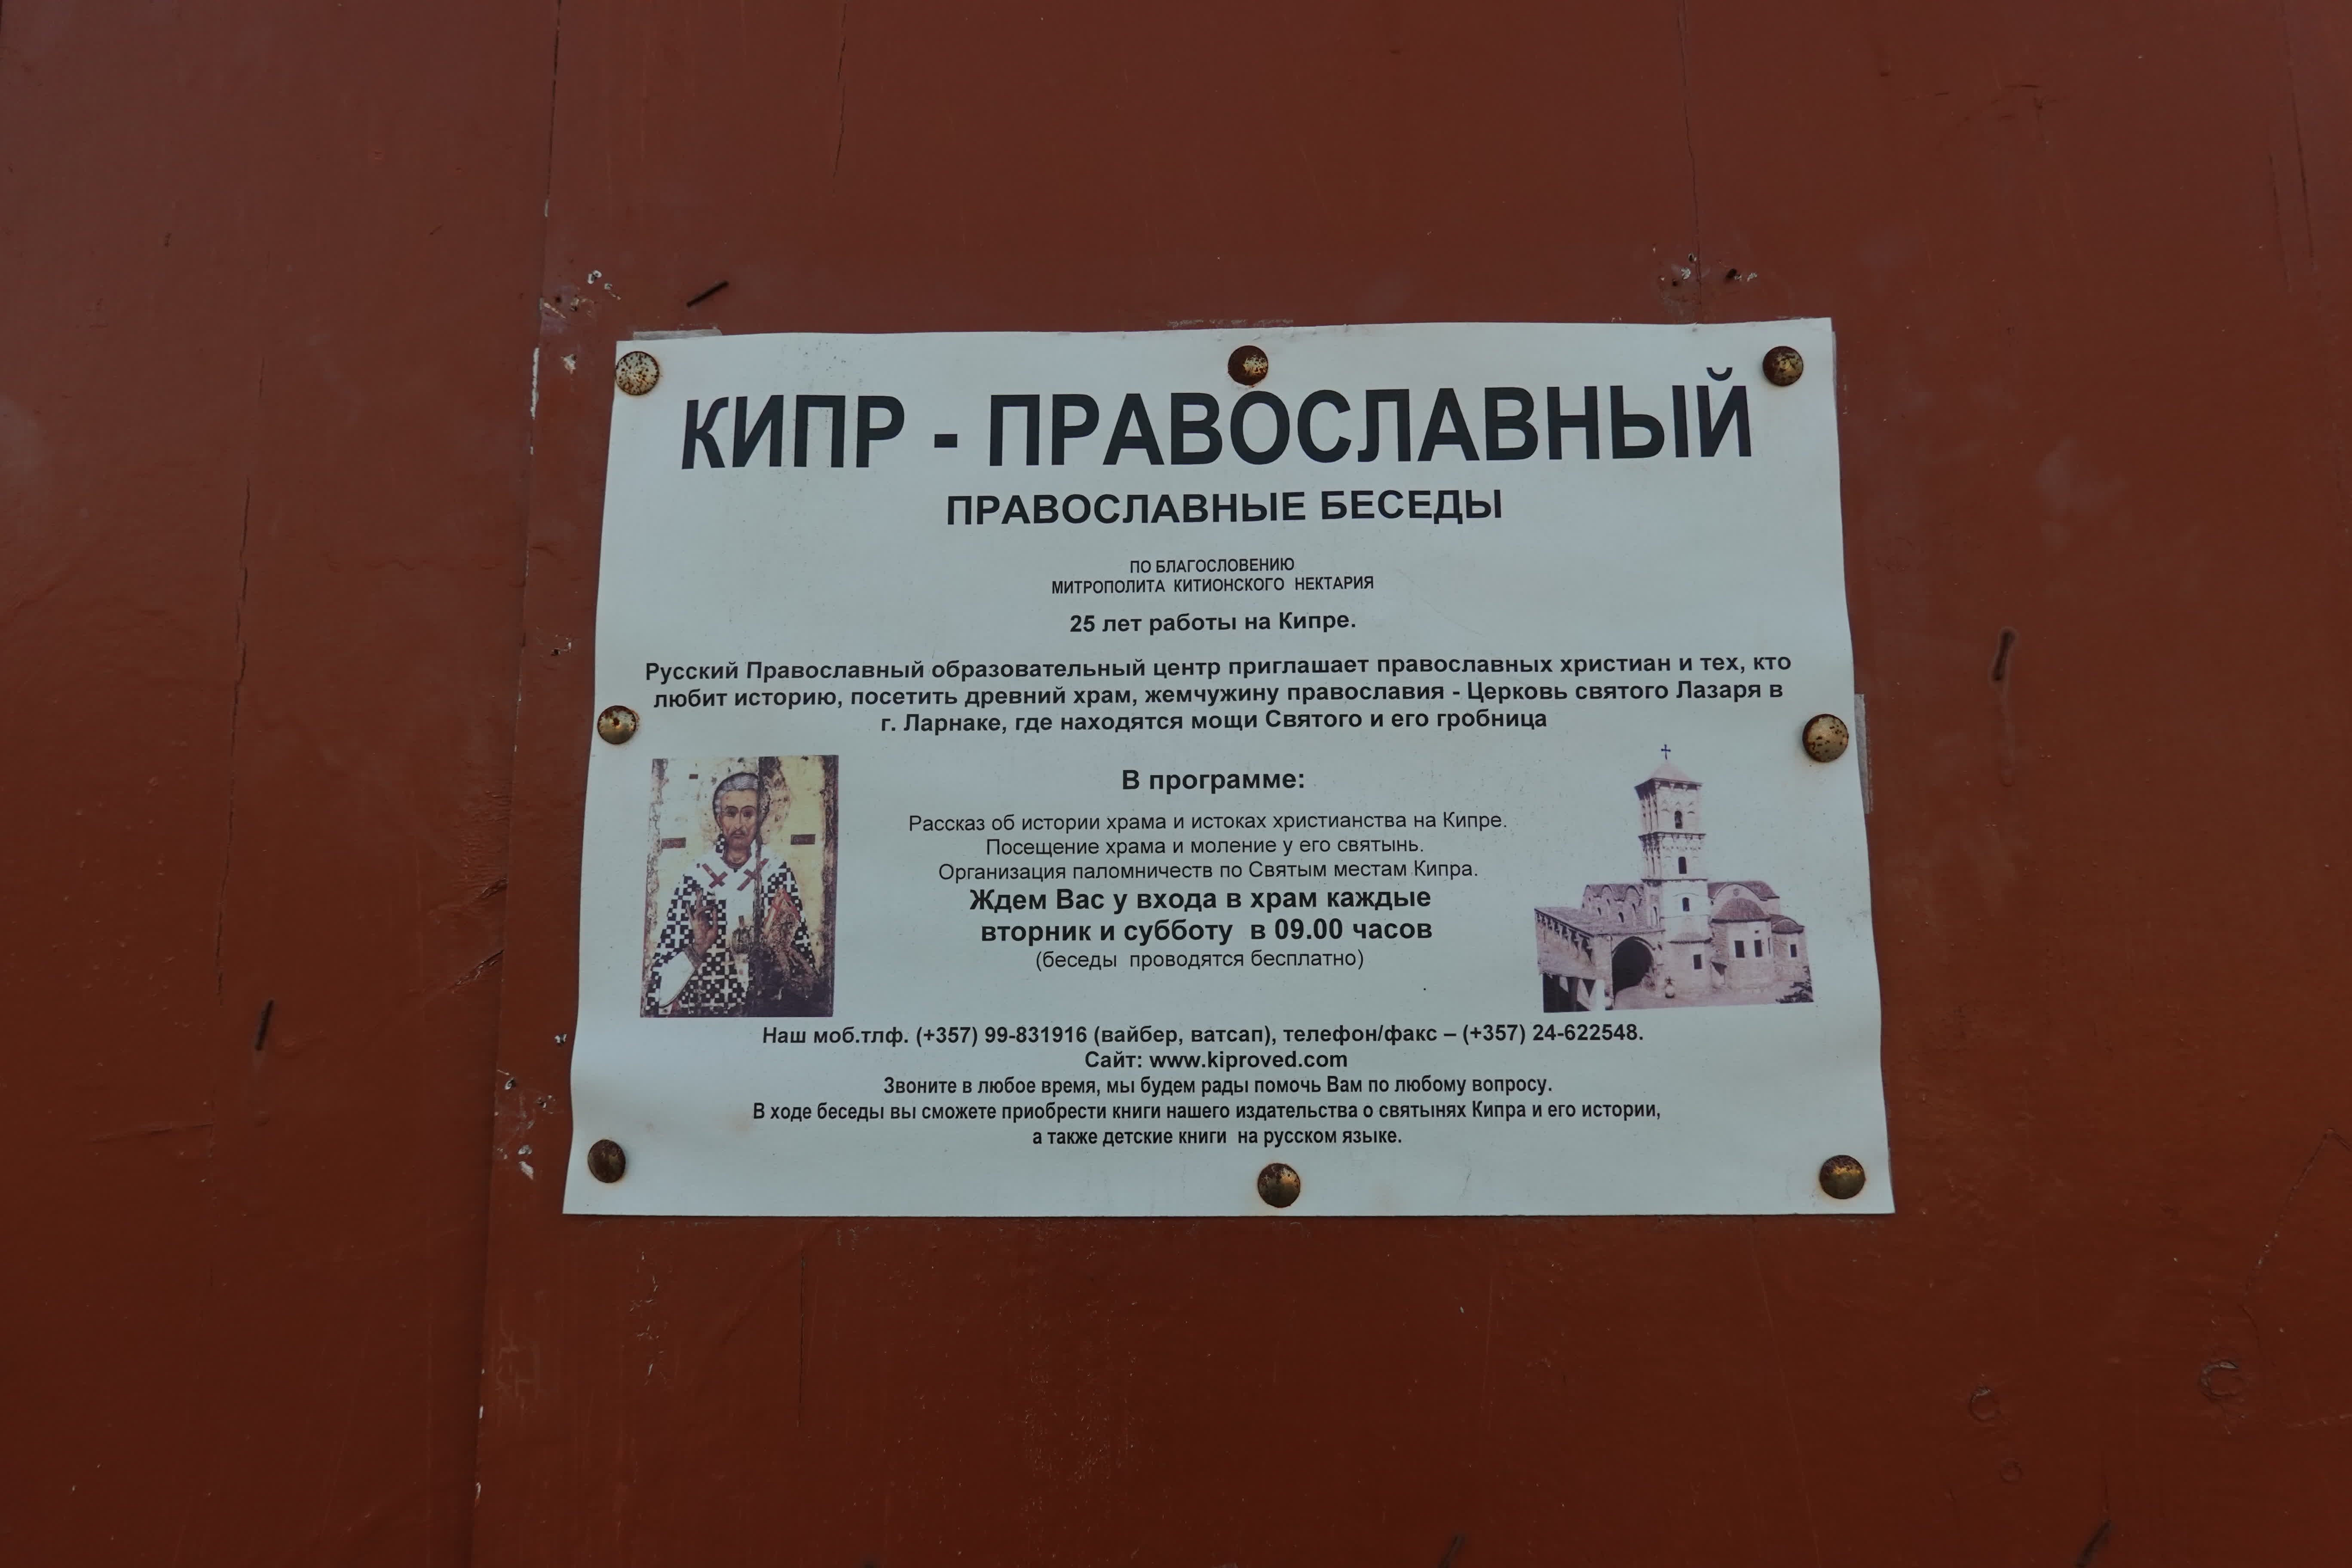 КИПР - ПРАВОСЛАВНЫЙ
ПРАВОСЛАВНЫЕ БЕСЕДЫ
ПО БЛАГОСЛОВЕНИЮ
МИТРОПОЛИТА КИТИОНСКОГО НЕКТАРИЯ
25 лет работы на Кипре.
Русский Православный образовательный центр приглашает православных христиан и тех, кто
любит историю, посетить древний храм, жемчужину православия - Церковь святого Лазаря в
г. Ларнаке, где находятся мощи Святого и его гробница
В программе:
Рассказ об истории храма и истоках христианства на Кипре.
Посещение храма и моление у его святынь.
Организация паломничеств по Святым местам Кипра.
Ждем Вас у входа в храм каждые
вторник и субботу в 09.00 часов
(беседы проводятся бесплатно)
Наш моб.тлф. (+357) 99-831916 (вайбер, ватсап), телефон/факс – (+357) 24-622548.
Сайт: www.kiproved.com
Звоните в любое время, мы будем рады помочь Вам по любому вопросу.
В ходе беседы вы сможете приобрести книги нашего издательства о святынях Кипра и его истории,
а также детские книги на русском языке.